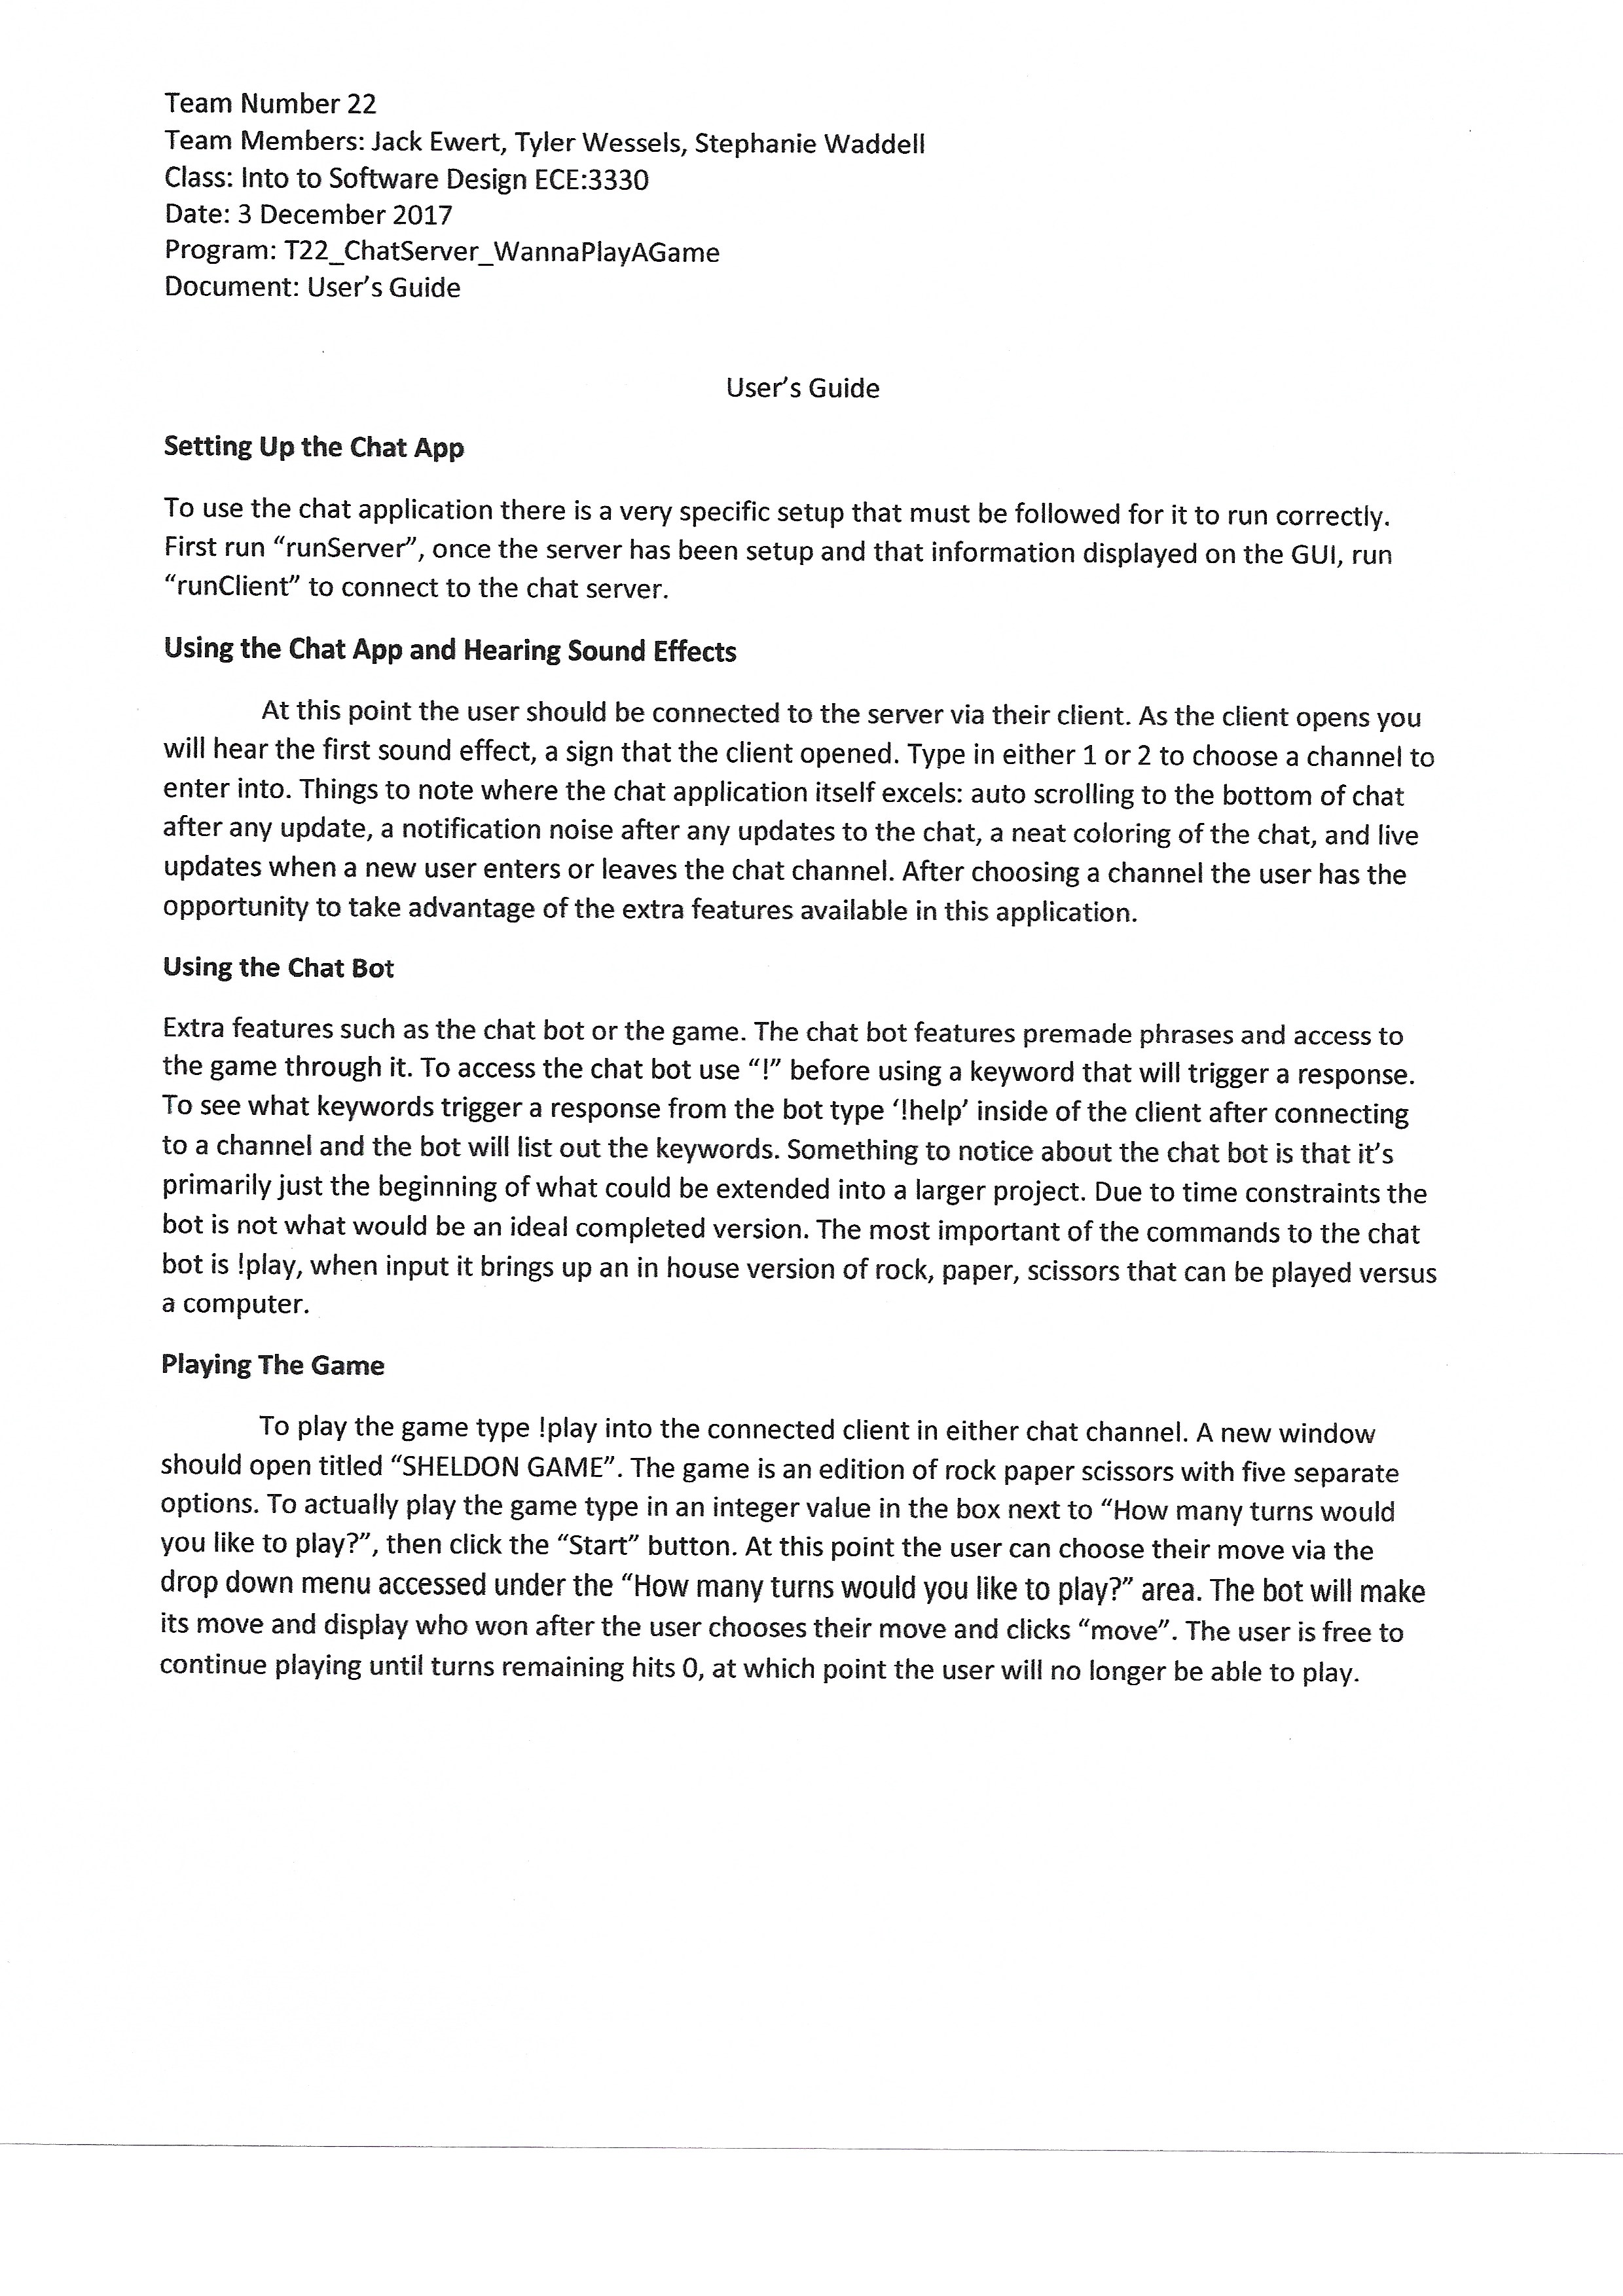 Team Number 22
Team Members: Jack Ewert, Tyler Wessels, Stephanie Waddell
Class: Into to Software Design ECE:3330
Date: 3 December 2017
Program: T22_ChatServer_WannaPlayAGame
Document: User’s Guide
User’s Guide
Setting Up the Chat App
To use the chat application there is a very specific setup that must be followed for it to run correctly.
First run “runServer”, once the server has been setup and that information displayed on the GUI, run
“runClient” to connect to the chat server.
Using the Chat App and Hearing Sound Effects
At this point the user should be connected to the server via their client. As the client opens you
will hear the first sound effect, a sign that the client opened. Type in either 1 or 2 to choose a channel to
enter into. Things to note where the chat application itself excels: auto scrolling to the bottom of chat
after any update, a notification noise after any updates to the chat, a neat coloring of the chat, and live
updates when a new user enters or leaves the chat channel. After choosing a channel the user has the
opportunity to take advantage of the extra features available in this application.
Using the Chat Bot
Extra features such as the chat bot or the game. The chat bot features premade phrases and access to
the game through it. To access the chat bot use “!” before using a keyword that will trigger a response.
To see what keywords trigger a response from the bot type ‘!help’ inside of the client after connecting
to a channel and the bot will list out the keywords. Something to notice about the chat bot is that it’s
primarily just the beginning of what could be extended into a larger project. Due to time constraints the
bot is not what would be an ideal completed version. The most important of the commands to the chat
bot is !play, when input it brings up an in house version of rock, paper, scissors that can be played versus
a computer.
Playing The Game
To play the game type !play into the connected client in either chat channel. A new window
should open titled “SHELDON GAME”. The game is an edition of rock paper scissors with five separate
options. To actually play the game type in an integer value in the box next to “How many turns would
you like to play?”, then click the “Start” button. At this point the user can choose their move via the
drop down menu accessed under the “How many turns would you like to play?” area. The bot will make
its move and display who won after the user chooses their move and clicks “move”. The user is free to
continue playing until turns remaining hits 0, at which point the user will no longer be able to play.